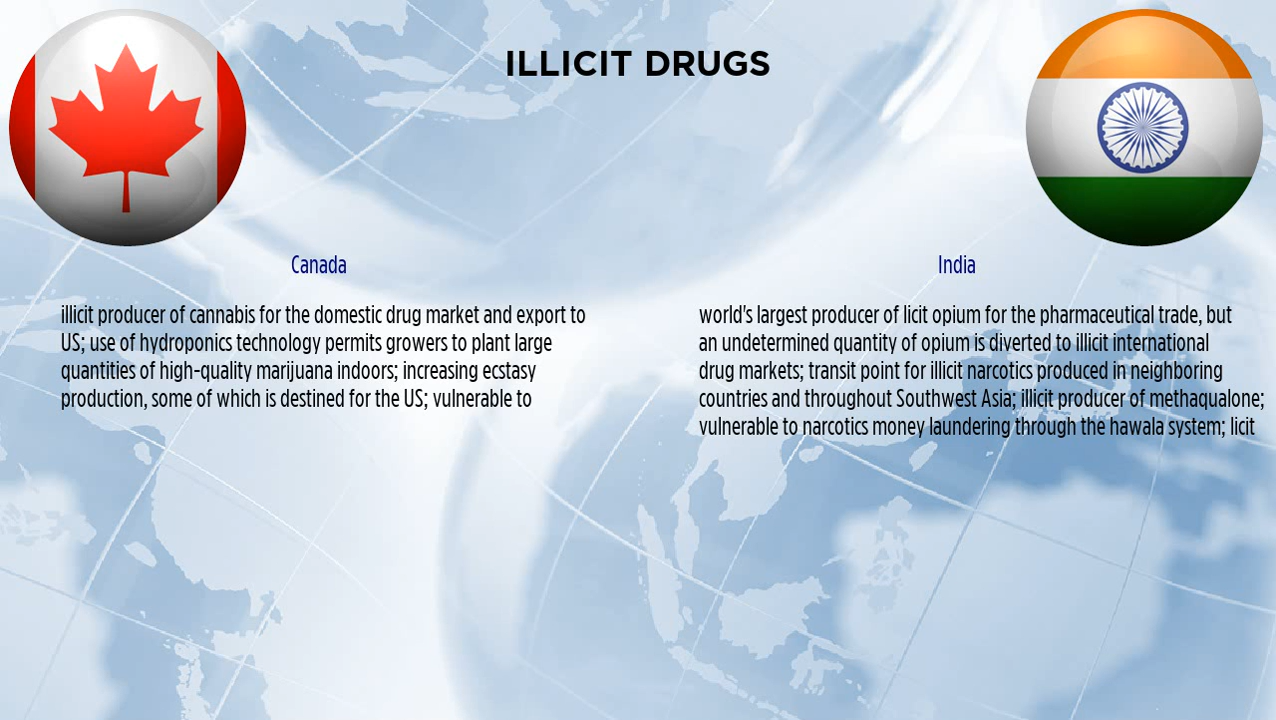 ILLICIT DRUGS
Canada
illicit producer of cannabis for the domestic drug market and export to
US; use of hydroponics technology permits growers to plant large
quantities of high-quality marijuana indoors; increasing ecstasy
production, some of which is destined for the US; vulnerable to
India
world's largest producer of licit opium for the pharmaceutical trade, but
an undetermined quantity of opium is diverted to illicit international
drug markets; transit point for illicit narcotics produced in neighboring
countries and throughout Southwest Asia; illicit producer of methaqualone;
vulnerable to narcotics money laundering through the hawala system; licit